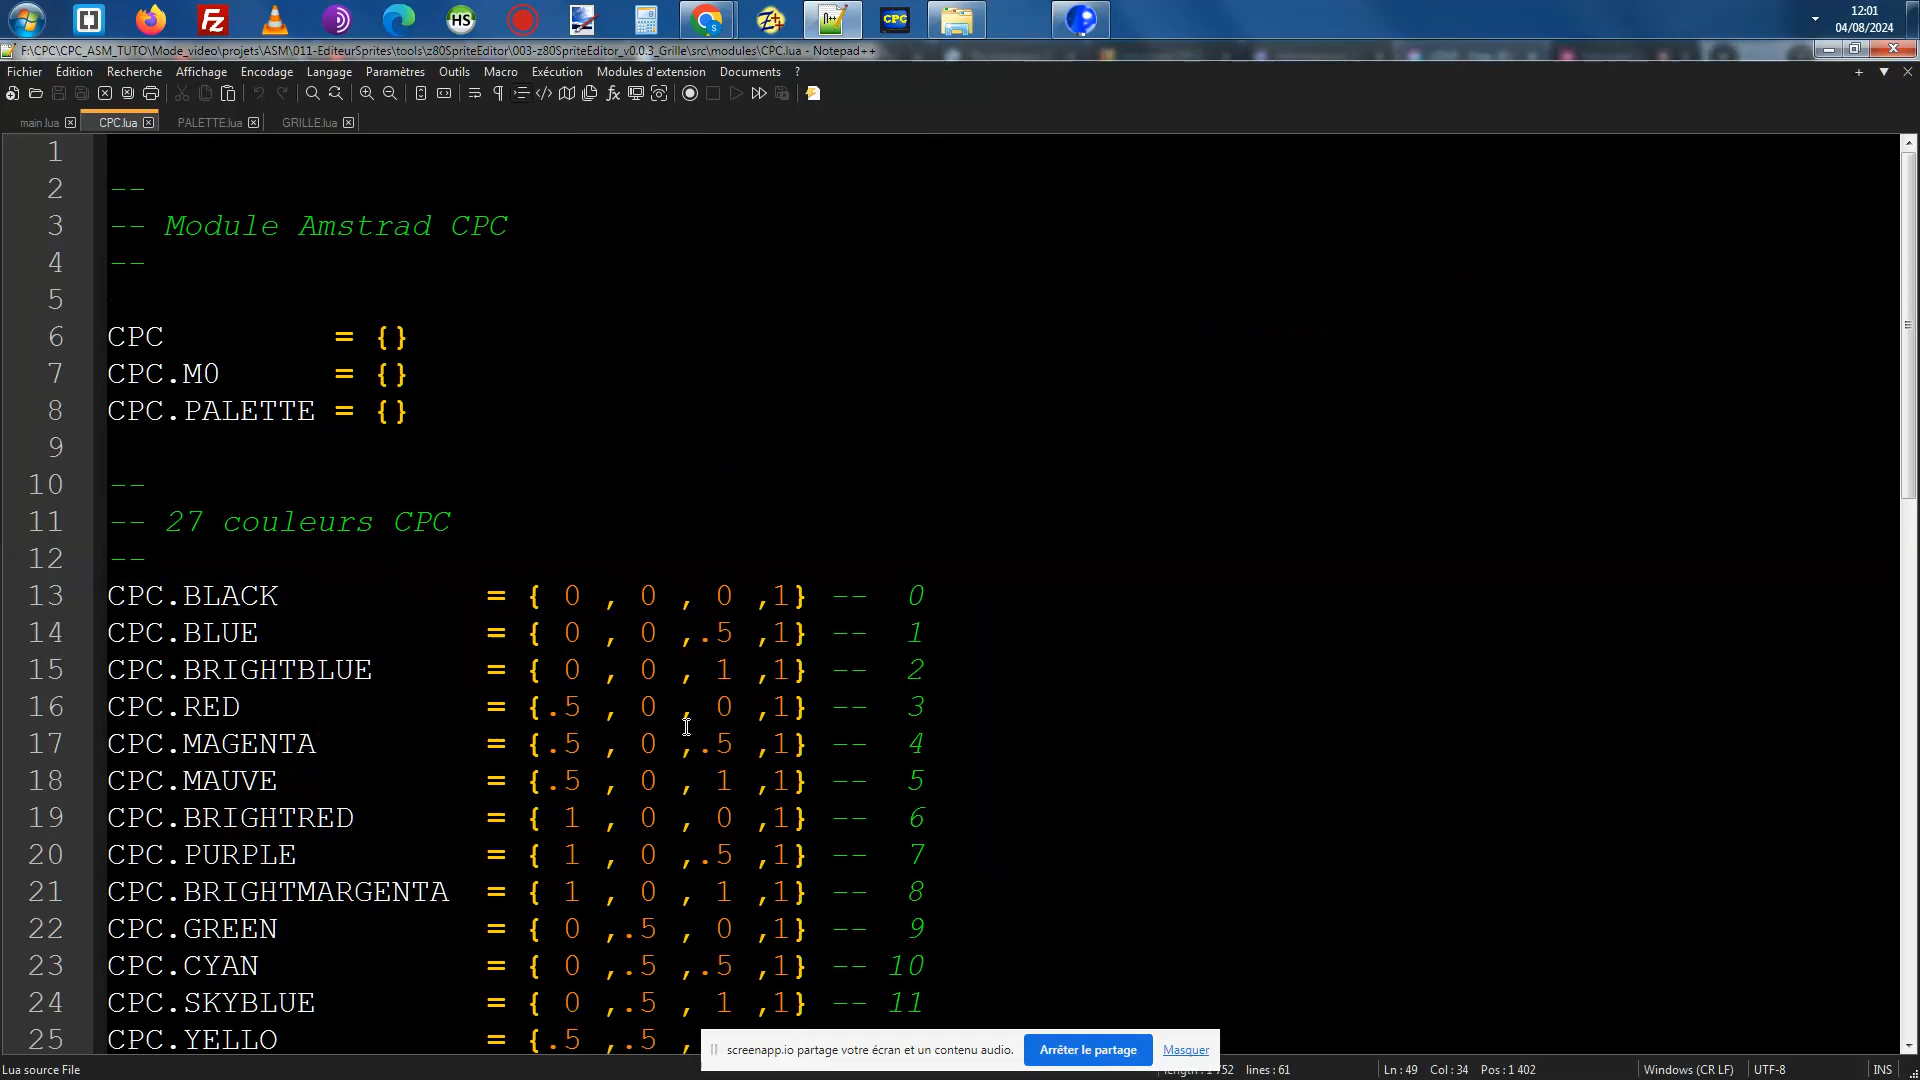 HS
CPC
12:01
04/08/2024
F:\CPC\CPC_ASM_TUTO\Mode_video\projets\ASM\011-EditeurSprites\tools\z80SpriteEditor\003-z80SpriteEditor_v0.0.3_Grille\src\modules\CPC.lua - Notepad++
Fichier Édition Recherche Affichage Encodage Langage Paramètres Outils Macro Exécution Modules d'extension Documents ?
main.lua CPC.lua PALETTE.lua GRILLE.lua
1
2 --
3 -- Module Amstrad CPC
4 --
5
6 CPC = {}
7 CPC.M0 = {}
8 CPC.PALETTE = {}
9
10 --
11 -- 27 couleurs CPC
12 --
13 CPC.BLACK = { 0 , 0 , 0 ,1} -- 0
14 CPC.BLUE = { 0 , 0 ,.5 ,1} -- 1
15 CPC.BRIGHTBLUE = { 0 , 0 , 1 ,1} -- 2
16 CPC.RED = {.5 , 0 , 0 ,1} -- 3
17 CPC.MAGENTA = {.5 , 0 ,.5 ,1} -- 4
18 CPC.MAUVE = {.5 , 0 , 1 ,1} -- 5
19 CPC.BRIGHTRED = { 1 , 0 , 0 ,1} -- 6
20 CPC.PURPLE = { 1 , 0 ,.5 ,1} -- 7
21 CPC.BRIGHTMARGENTA = { 1 , 0 , 1 ,1} -- 8
22 CPC.GREEN = { 0 ,.5 , 0 ,1} -- 9
23 CPC.CYAN = { 0 ,.5 ,.5 ,1} -- 10
24 CPC.SKYBLUE = { 0 ,.5 , 1 ,1} -- 11
25 CPC.YELLO = {.5 ,.5 ,
screenapp.io partage votre écran et un contenu audio. Arrêter le partage Masquer
Lua source File lines : 61 Ln : 49 Col : 34 Pos : 1 402 Windows (CR LF) UTF-8 INS